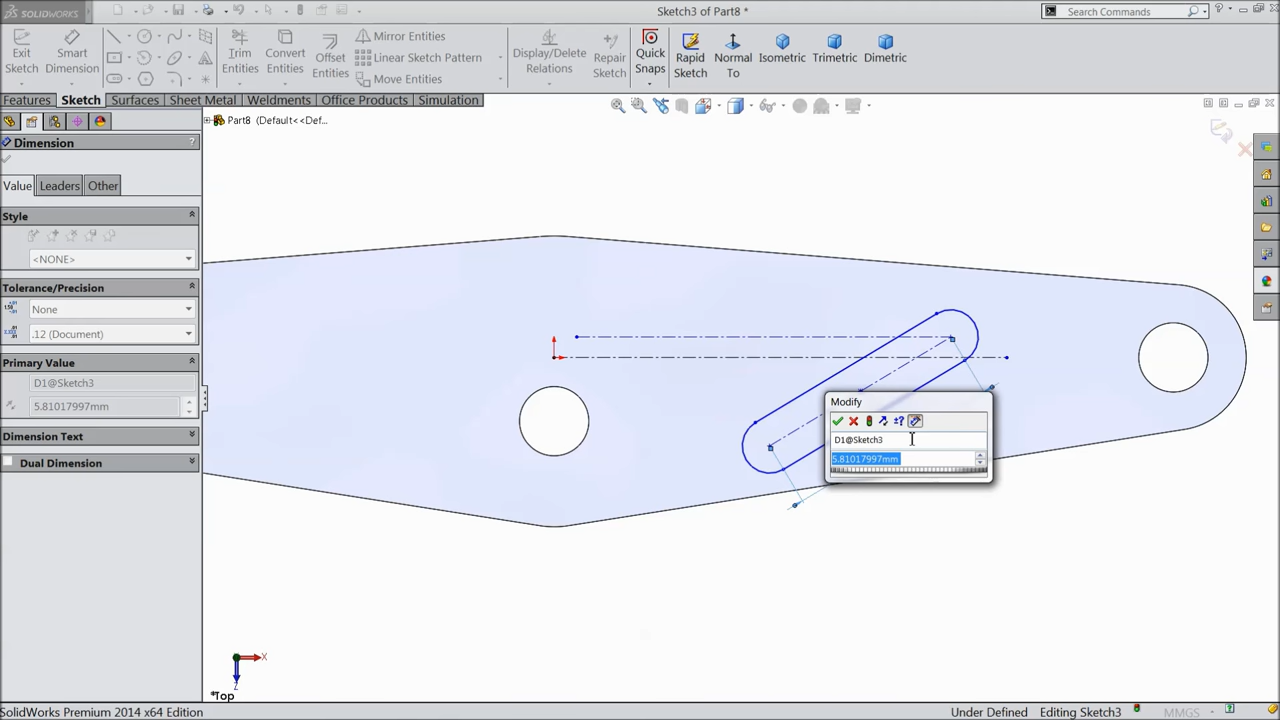 SOLIDWORKS
Sketch3 of Part8 *
Search Commands
Exit Sketch
Smart Dimension
Trim Entities
Convert Entities
Offset Entities
Mirror Entities
Linear Sketch Pattern
Move Entities
Display/Delete Relations
Repair Sketch
Quick Snaps
Rapid Sketch
Normal To
Isometric
Trimetric
Dimetric
Features
Sketch
Surfaces
Sheet Metal
Weldments
Office Products
Simulation
Part8 (Default<<Def...
Dimension
?
Value
Leaders
Other
Style
<NONE>
Tolerance/Precision
None
.12 (Document)
Primary Value
D1@Sketch3
5.81017997mm
Dimension Text
Dual Dimension
Modify
D1@Sketch3
5.81017997mm
X
Z
*Top
SolidWorks Premium 2014 x64 Edition
Under Defined
Editing Sketch3
MMGS